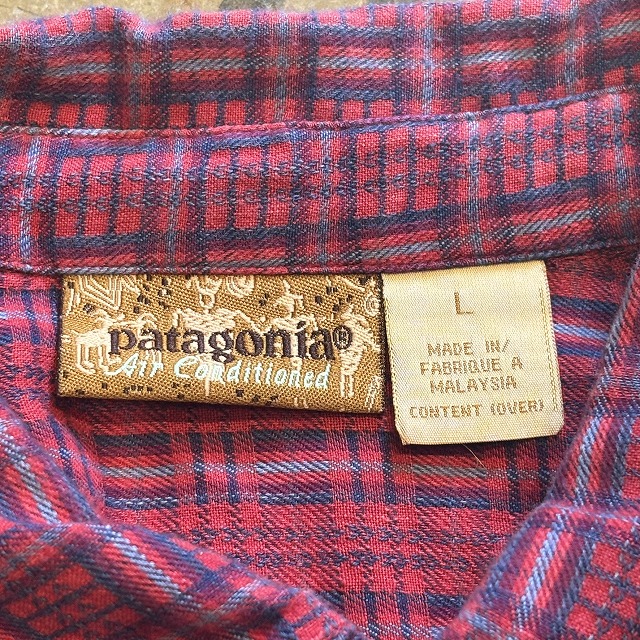 patagonia®
Air Conditioned
L
MADE IN/
FABRIQUE A
MALAYSIA
CONTENT (OVER)